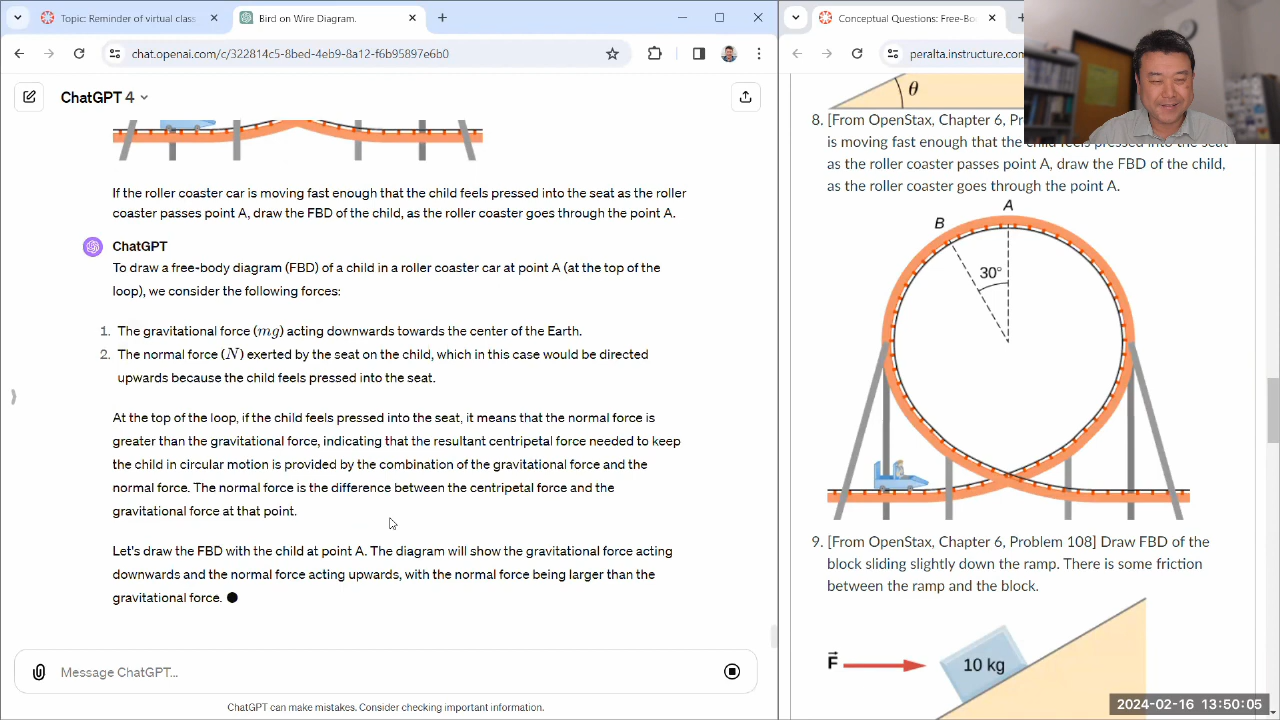 Topic: Reminder of virtual class
Bird on Wire Diagram.
chat.openai.com/c/322814c5-8bed-4eb9-8a12-f6b95897e6b0
ChatGPT 4
If the roller coaster car is moving fast enough that the child feels pressed into the seat as the roller
coaster passes point A, draw the FBD of the child, as the roller coaster goes through the point A.
ChatGPT
To draw a free-body diagram (FBD) of a child in a roller coaster car at point A (at the top of the
loop), we consider the following forces:
1. The gravitational force (mg) acting downwards towards the center of the Earth.
2. The normal force (N) exerted by the seat on the child, which in this case would be directed
upwards because the child feels pressed into the seat.
At the top of the loop, if the child feels pressed into the seat, it means that the normal force is
greater than the gravitational force, indicating that the resultant centripetal force needed to keep
the child in circular motion is provided by the combination of the gravitational force and the
normal force. The normal force is the difference between the centripetal force and the
gravitational force at that point.
Let's draw the FBD with the child at point A. The diagram will show the gravitational force acting
downwards and the normal force acting upwards, with the normal force being larger than the
gravitational force.
Message ChatGPT...
ChatGPT can make mistakes. Consider checking important information.
Conceptual Questions: Free-Bo
peralta.instructure.com
θ
8. [From OpenStax, Chapter 6,
is moving fast enough that the child feels pressed into the seat
as the roller coaster passes point A, draw the FBD of the child,
as the roller coaster goes through the point A.
A
B
30°
9. [From OpenStax, Chapter 6, Problem 108] Draw FBD of the
block sliding slightly down the ramp. There is some friction
between the ramp and the block.
F
10 kg
2024-02-16 13:50:05